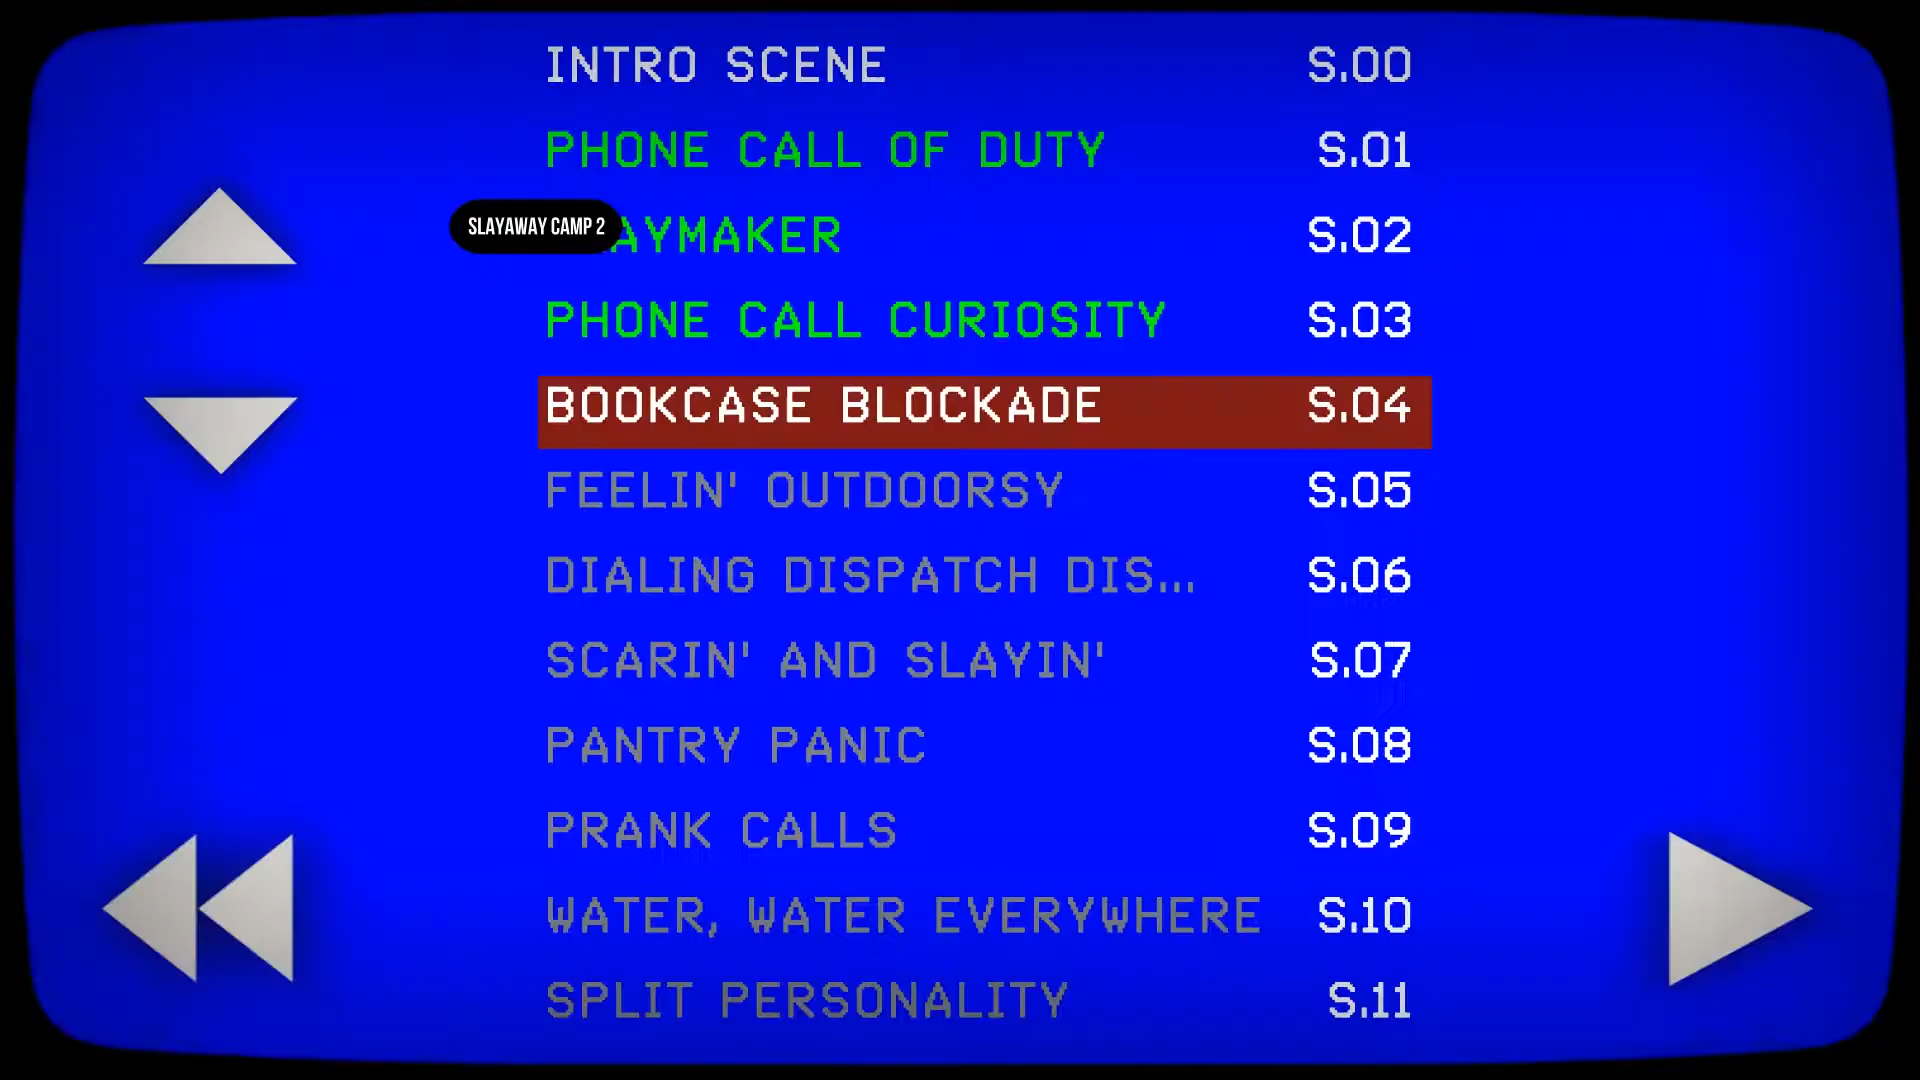 INTRO SCENE S.00
PHONE CALL OF DUTY S.01
SLAYAWAY CAMP 2
AYMAKER S.02
PHONE CALL CURIOSITY S.03
BOOKCASE BLOCKADE S.04
FEELIN' OUTDOORSY S.05
DIALING DISPATCH DIS... S.06
SCARIN' AND SLAYIN' S.07
PANTRY PANIC S.08
PRANK CALLS S.09
WATER, WATER EVERYWHERE S.10
SPLIT PERSONALITY S.11